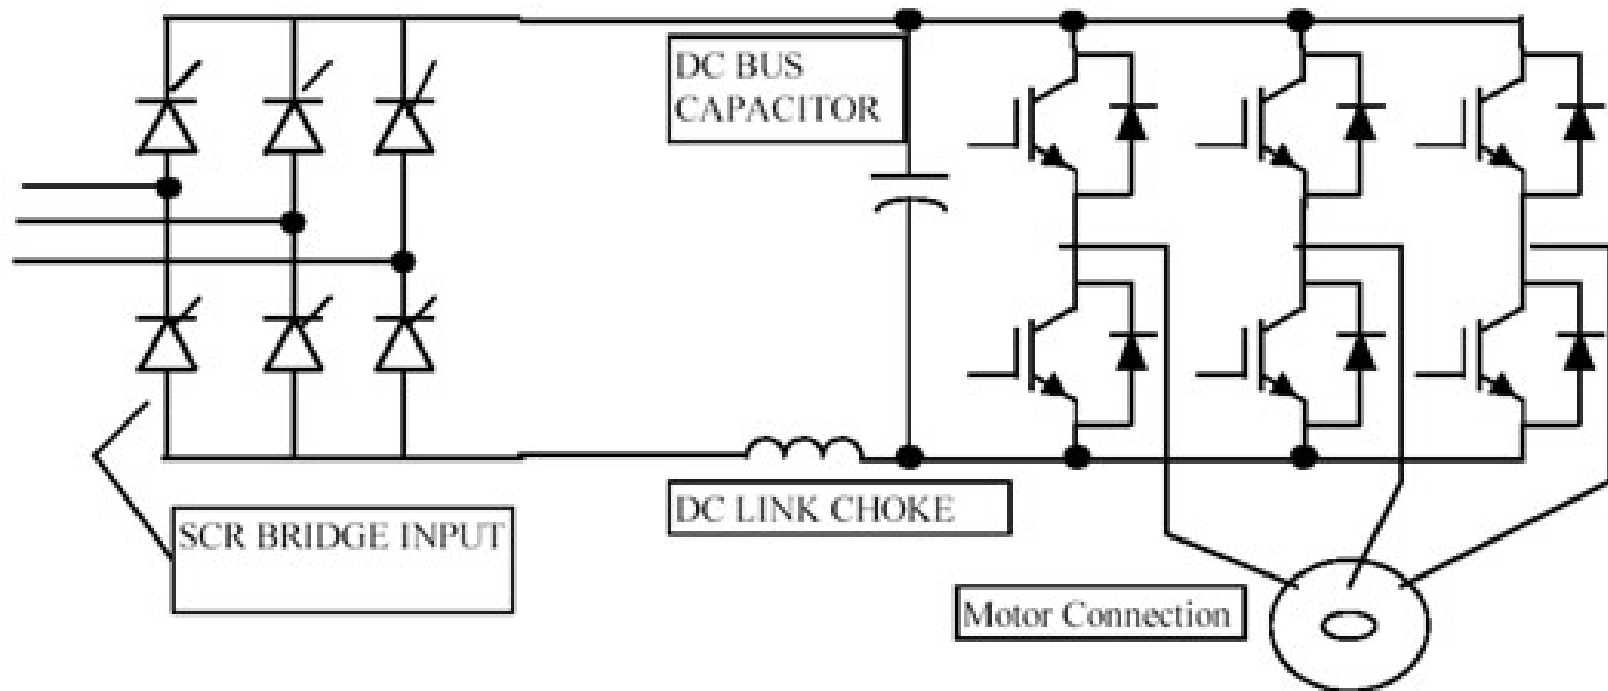 DC BUS
CAPACITOR
DC LINK CHOKE
SCR BRIDGE INPUT
Motor Connection